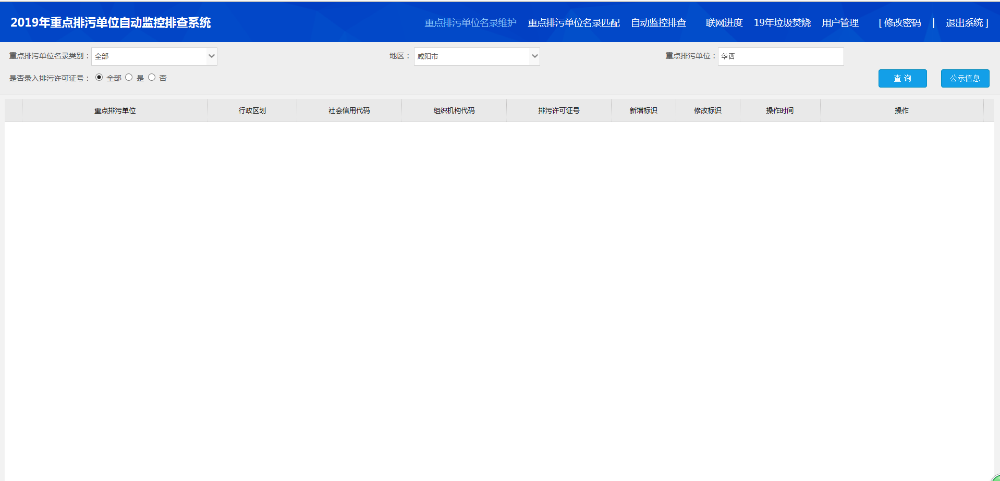 2019年重点排污单位自动监控排查系统 重点排污单位名录维护 重点排污单位名录匹配 自动监控排查 联网进度 19年垃圾焚烧 用户管理 [ 修改密码 | 退出系统 ]
重点排污单位名录类别： 全部 地区： 咸阳市 重点排污单位： 华西
是否录入排污许可证号： 全部 是 否 查 询 公示信息
重点排污单位 行政区划 社会信用代码 组织机构代码 排污许可证号 新增标识 修改标识 操作时间 操作